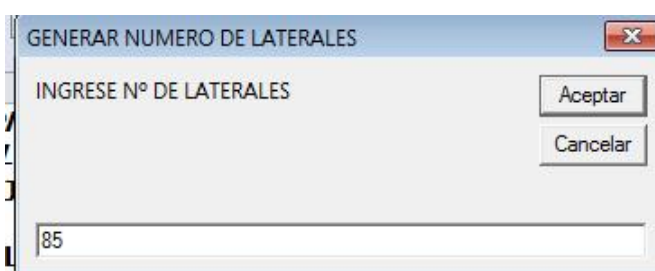 GENERAR NUMERO DE LATERALES
INGRESE Nº DE LATERALES
Aceptar
Cancelar
85